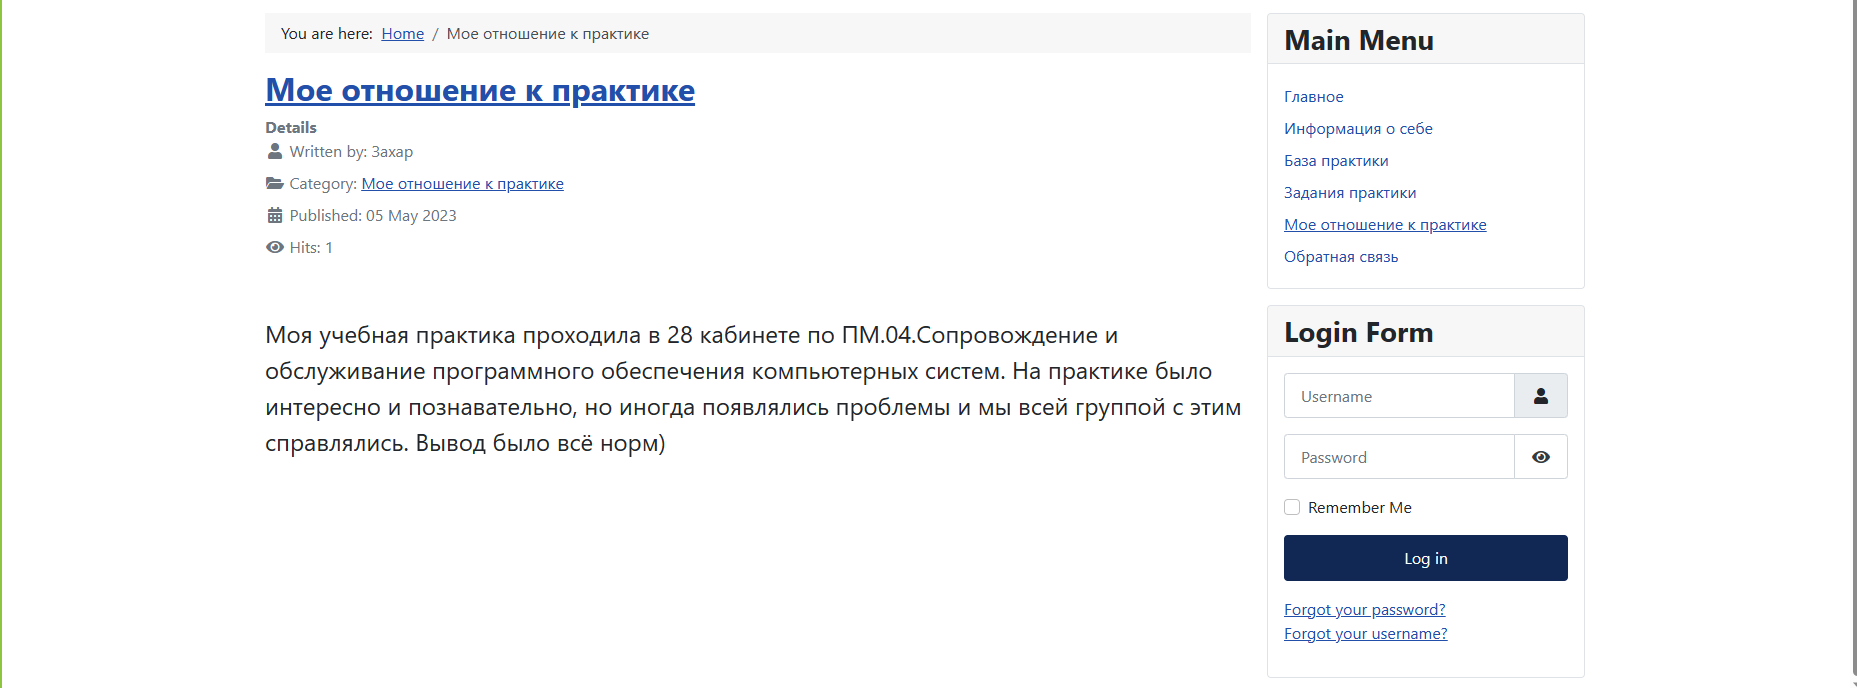 You are here: Home / Мое отношение к практике
Мое отношение к практике
Details
Written by: Захар
Category: Мое отношение к практике
Published: 05 May 2023
Hits: 1
Моя учебная практика проходила в 28 кабинете по ПМ.04.Сопровождение и
обслуживание программного обеспечения компьютерных систем. На практике было
интересно и познавательно, но иногда появлялись проблемы и мы всей группой с этим
справлялись. Вывод было всё норм)
Main Menu
Главное
Информация о себе
База практики
Задания практики
Мое отношение к практике
Обратная связь
Login Form
Username
Password
Remember Me
Log in
Forgot your password?
Forgot your username?